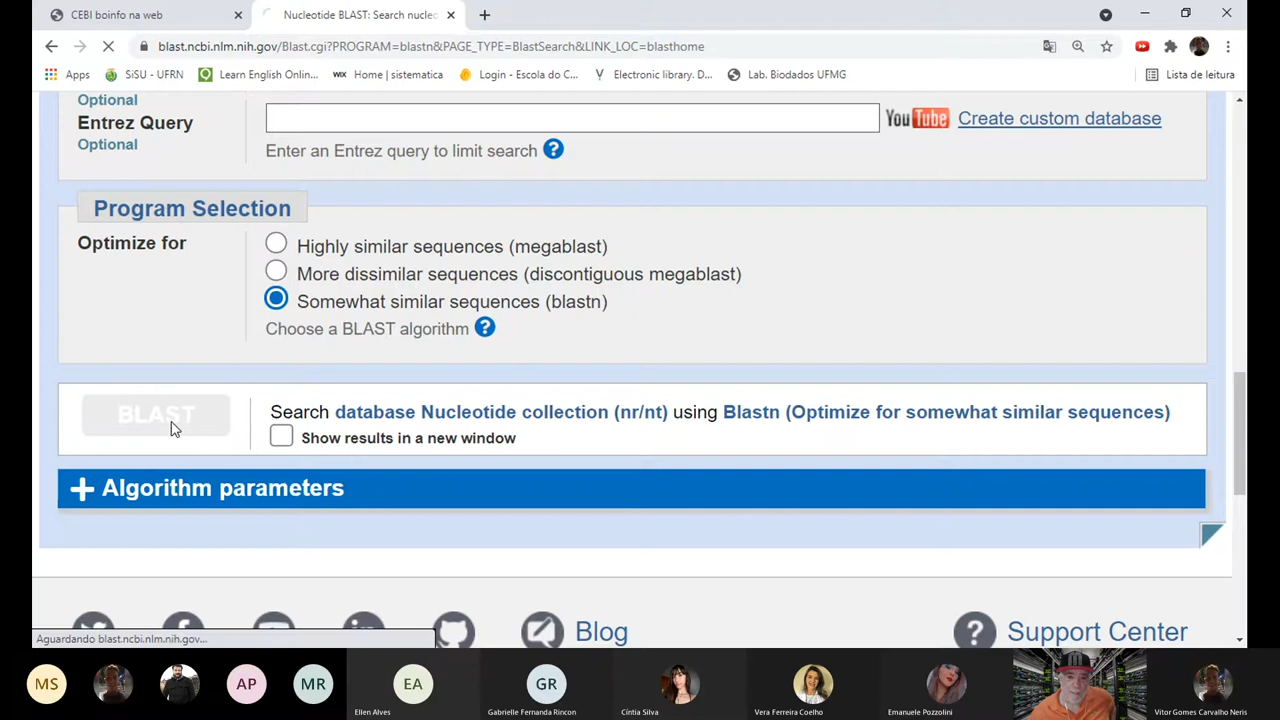 CEBI boinfo na web
Nucleotide BLAST: Search nucleo
blast.ncbi.nlm.nih.gov/Blast.cgi?PROGRAM=blastn&PAGE_TYPE=BlastSearch&LINK_LOC=blasthome
Apps
SiSU - UFRN
Learn English Onlin...
WIX
Home | sistematica
Login - Escola do C...
Electronic library. D...
Lab. Biodados UFMG
Lista de leitura
Optional
Entrez Query
Optional
YouTube
Create custom database
Enter an Entrez query to limit search
Program Selection
Optimize for
Highly similar sequences (megablast)
More dissimilar sequences (discontiguous megablast)
Somewhat similar sequences (blastn)
Choose a BLAST algorithm
BLAST
Search database Nucleotide collection (nr/nt) using Blastn (Optimize for somewhat similar sequences)
Show results in a new window
Algorithm parameters
Blog
Support Center
Aguardando blast.ncbi.nlm.nih.gov...
MS
AP
MR
EA
GR
Ellen Alves
Gabrielle Fernanda Rincon
Cíntia Silva
Vera Ferreira Coelho
Emanuele Pozzolini
Vitor Gomes Carvalho Neris